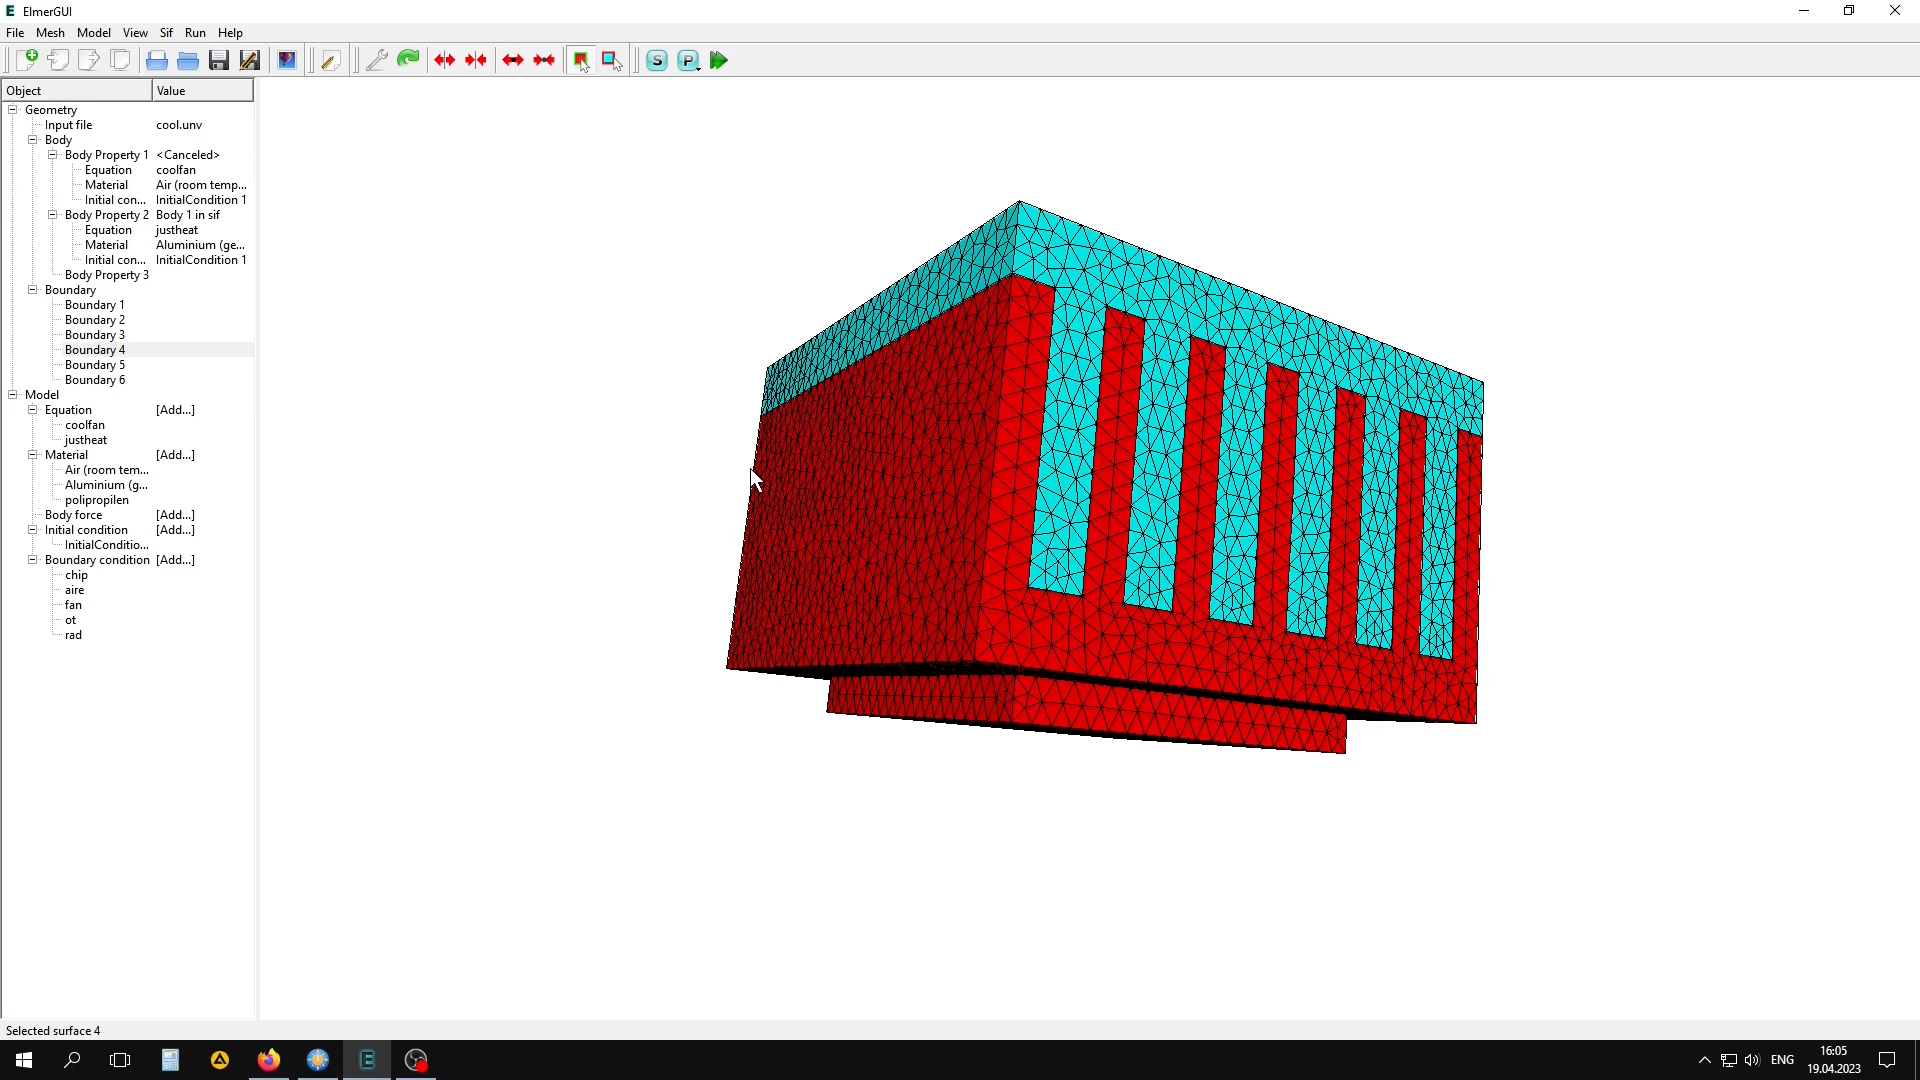 ElmerGUI
File Mesh Model View Sif Run Help
S P
Object Value
Geometry
Input file cool.unv
Body
Body Property 1 <Canceled>
Equation coolfan
Material Air (room temp...
Initial con... InitialCondition 1
Body Property 2 Body 1 in sif
Equation justheat
Material Aluminium (ge...
Initial con... InitialCondition 1
Body Property 3
Boundary
Boundary 1
Boundary 2
Boundary 3
Boundary 4
Boundary 5
Boundary 6
Model
Equation [Add...]
coolfan
justheat
Material [Add...]
Air (room tem...
Aluminium (g...
polipropilen
Body force [Add...]
Initial condition [Add...]
InitialConditio...
Boundary condition [Add...]
chip
aire
fan
ot
rad
Selected surface 4
ENG
16:05
19.04.2023